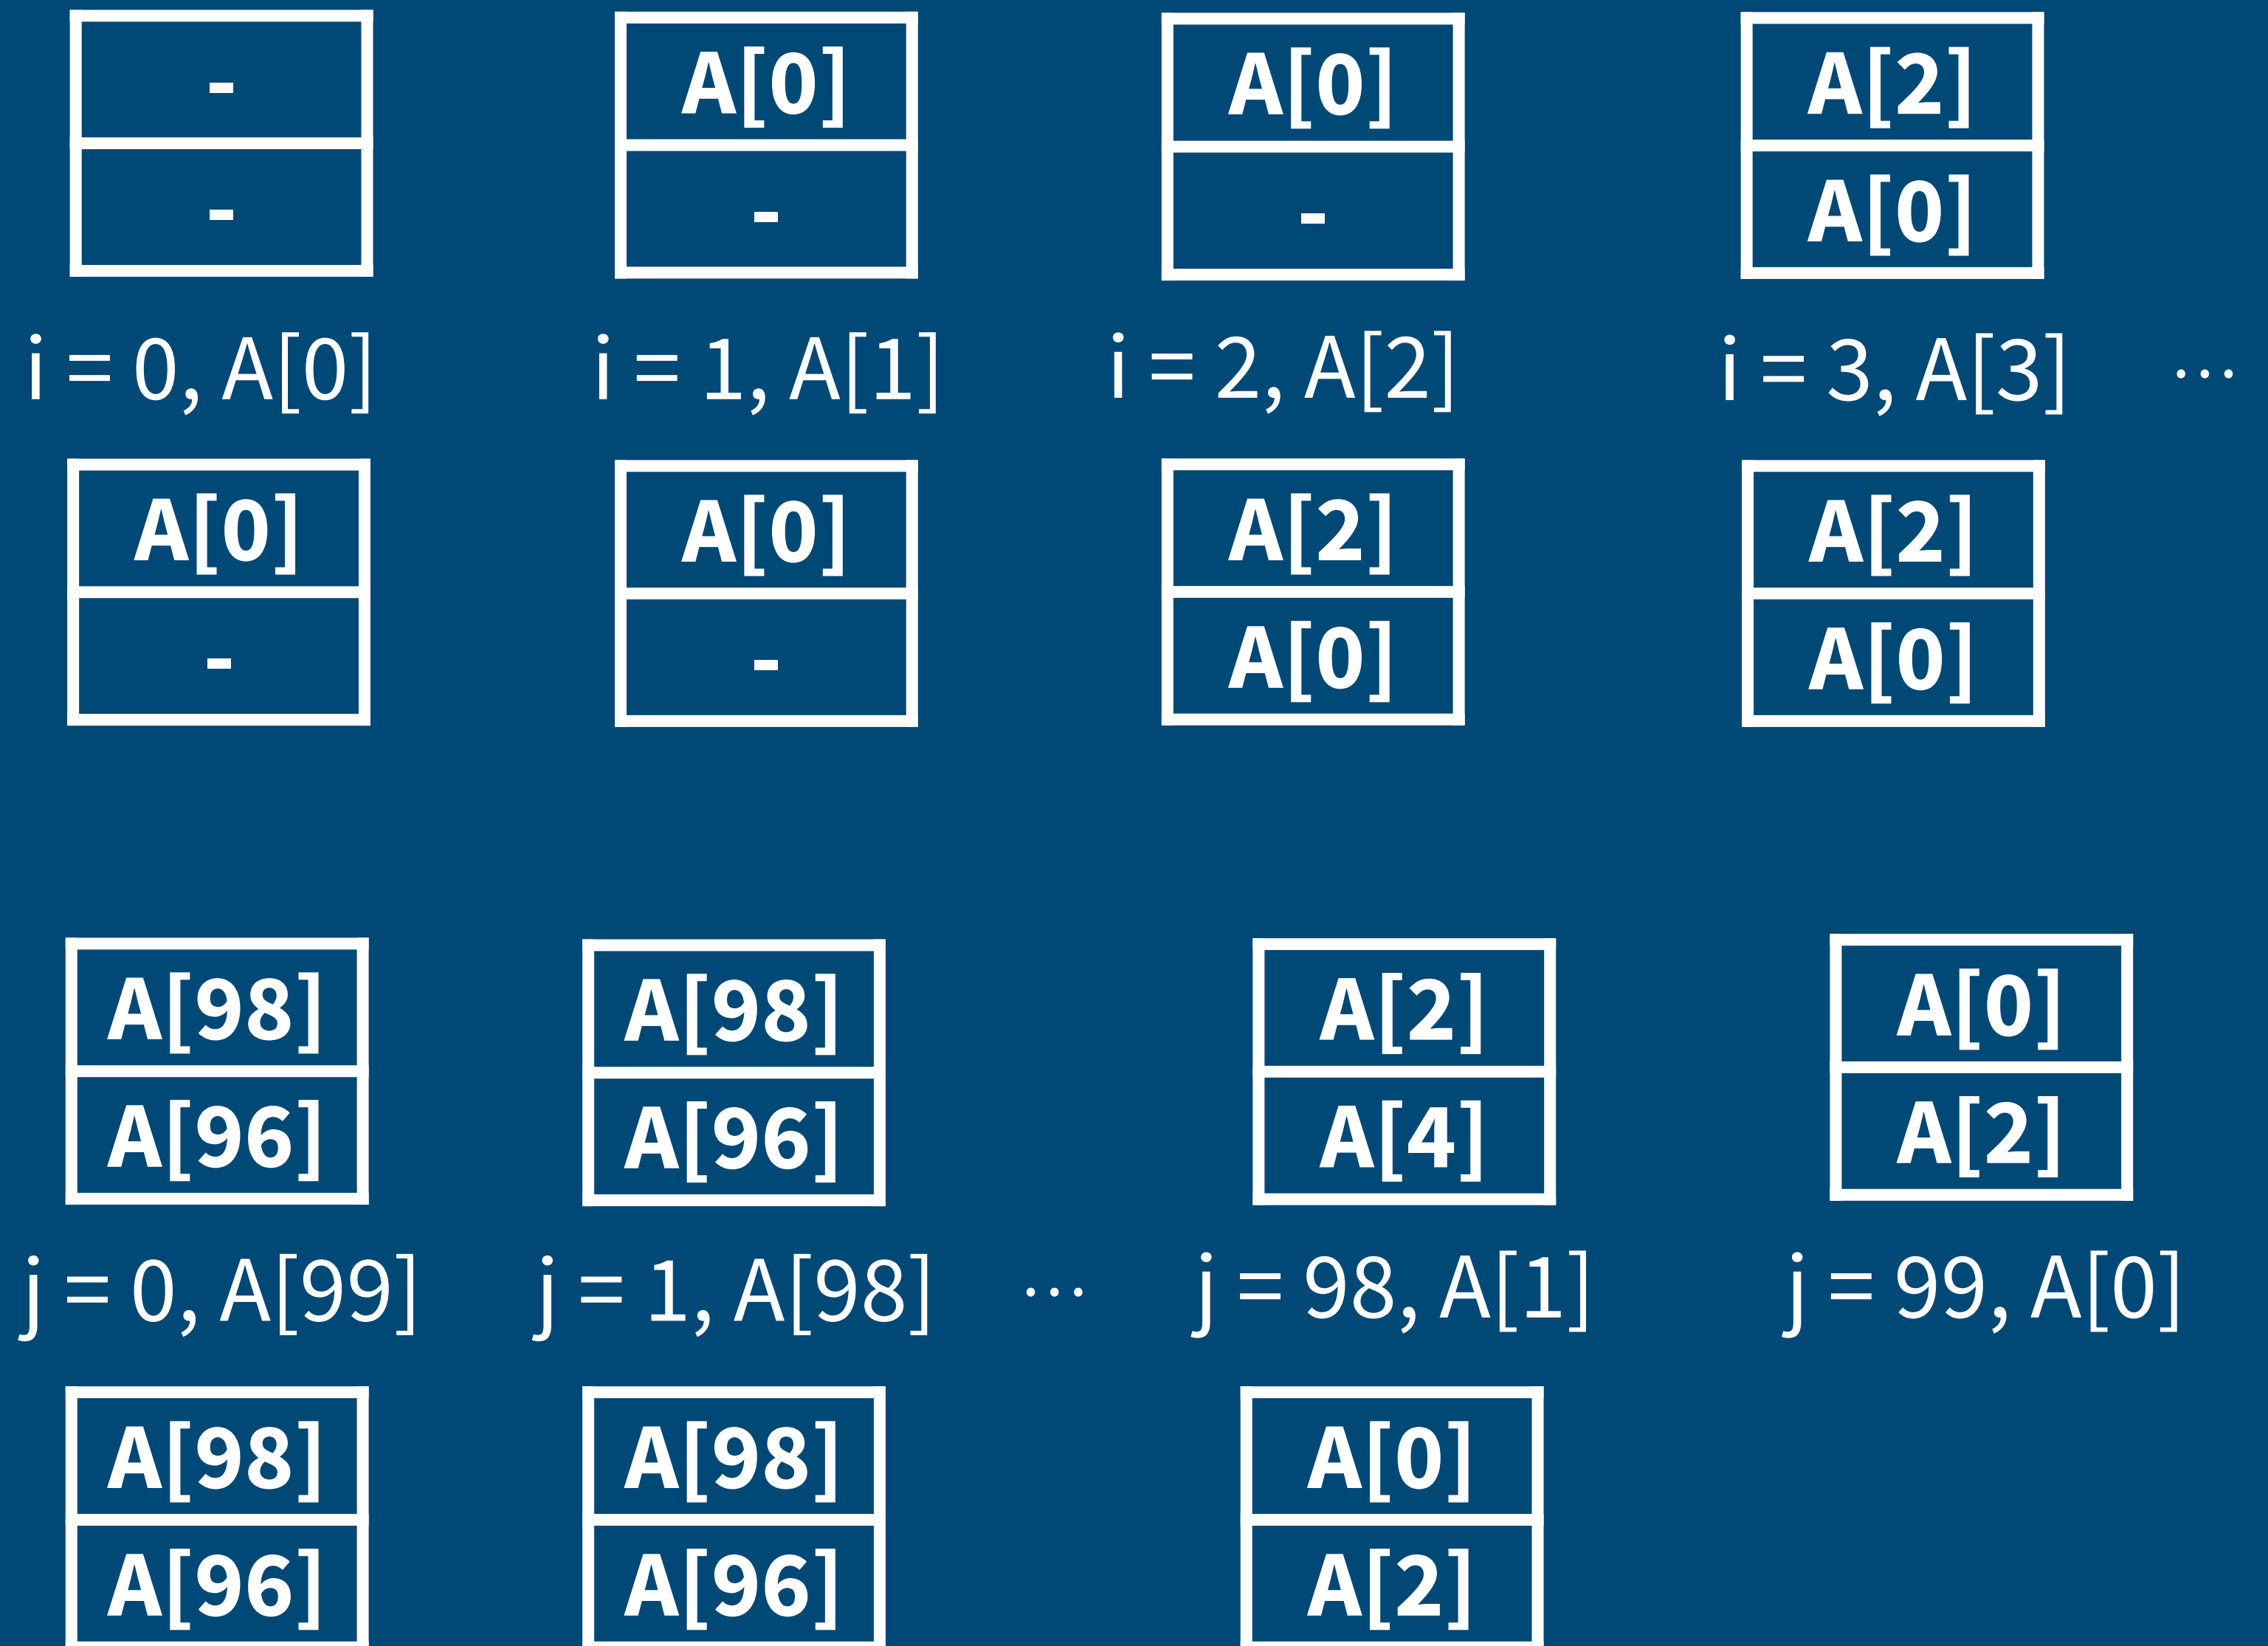 - A[0] A[0] A[2]
- - - A[0]
i = 0, A[0] i = 1, A[1] i = 2, A[2] i = 3, A[3] ...
A[0] A[0] A[2] A[2]
- - A[0] A[0]
A[98] A[98] A[2] A[0]
A[96] A[96] A[4] A[2]
j = 0, A[99] j = 1, A[98] ... j = 98, A[1] j = 99, A[0]
A[98] A[98] A[0]
A[96] A[96] A[2]